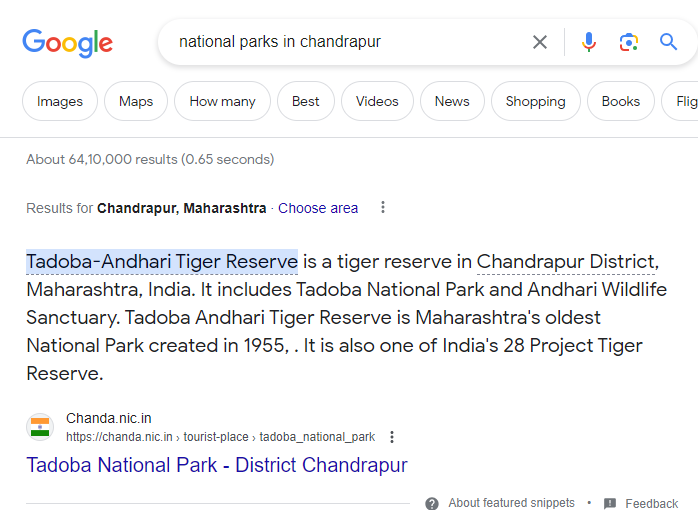 Google
national parks in chandrapur
Images Maps How many Best Videos News Shopping Books Flig
About 64,10,000 results (0.65 seconds)
Results for Chandrapur, Maharashtra · Choose area
Tadoba-Andhari Tiger Reserve is a tiger reserve in Chandrapur District,
Maharashtra, India. It includes Tadoba National Park and Andhari Wildlife
Sanctuary. Tadoba Andhari Tiger Reserve is Maharashtra's oldest
National Park created in 1955, . It is also one of India's 28 Project Tiger
Reserve.
Chanda.nic.in
https://chanda.nic.in › tourist-place › tadoba_national_park
Tadoba National Park - District Chandrapur
About featured snippets • Feedback